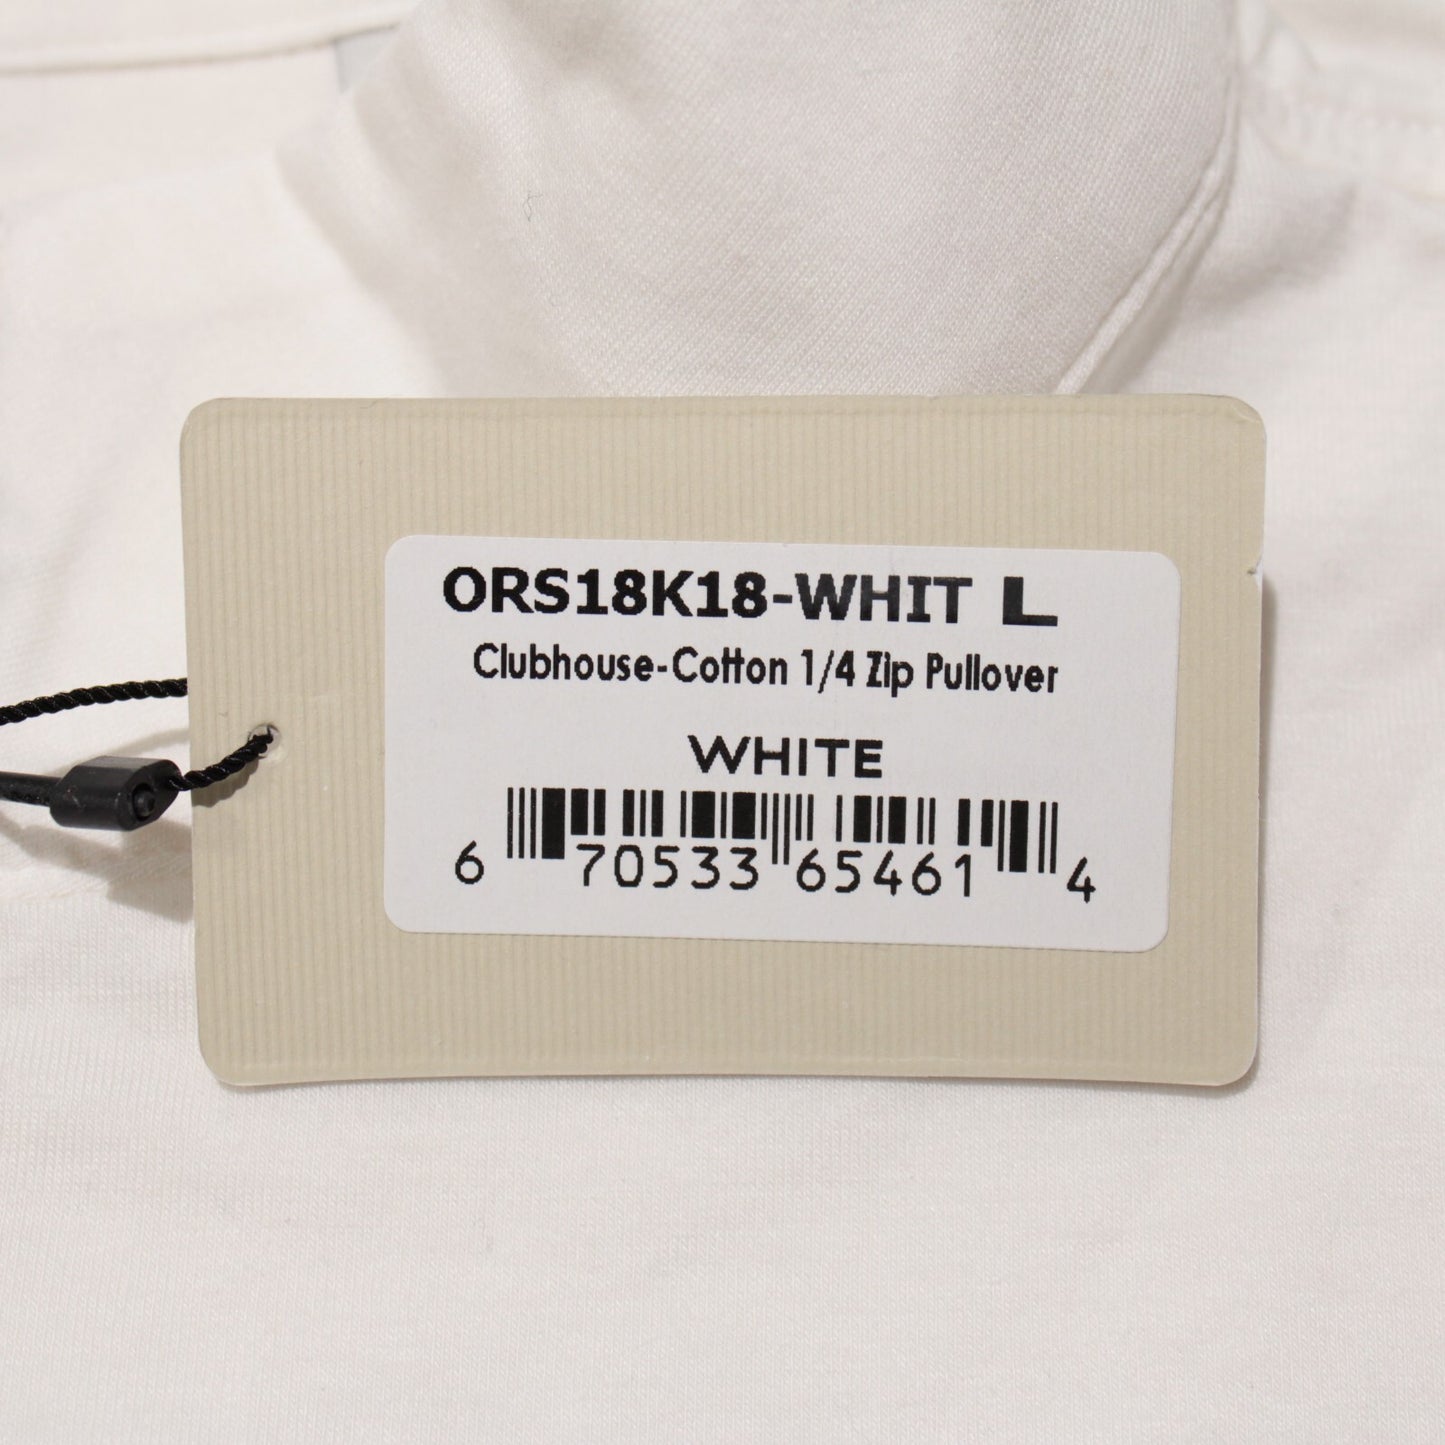 ORS18K18-WHIT L
Clubhouse-Cotton 1/4 Zip Pullover
WHITE
6 70533 65461 4